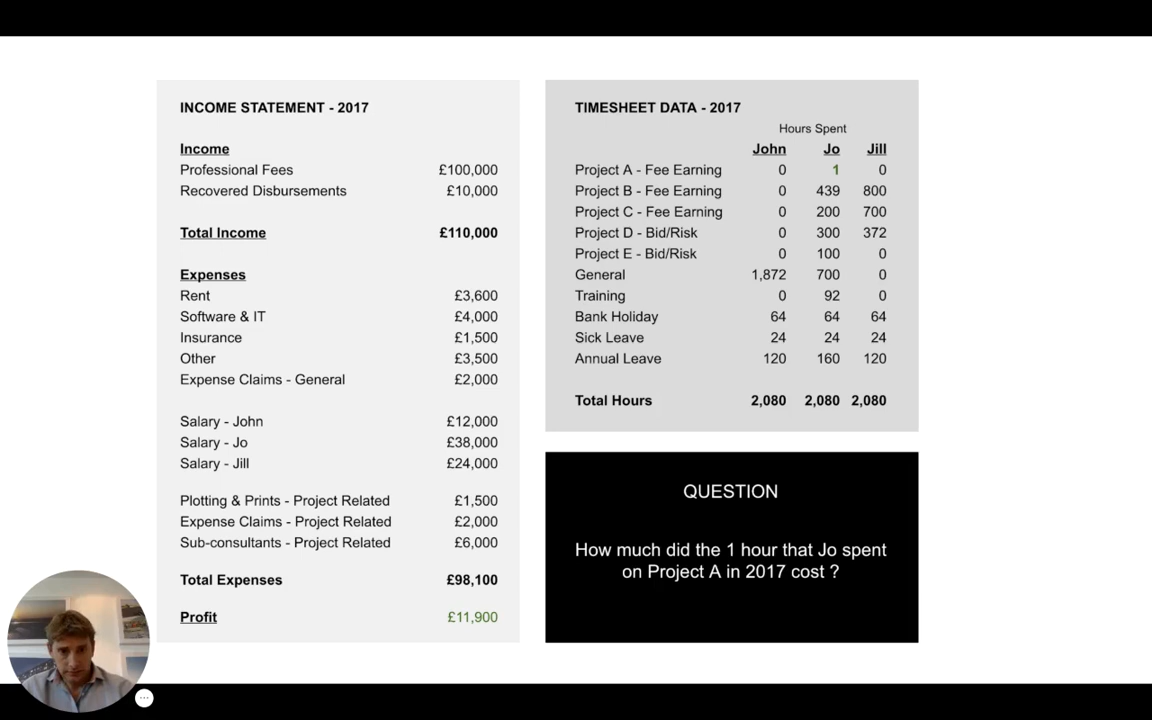 INCOME STATEMENT - 2017
Income
Professional Fees £100,000
Recovered Disbursements £10,000
Total Income £110,000
Expenses
Rent £3,600
Software & IT £4,000
Insurance £1,500
Other £3,500
Expense Claims - General £2,000
Salary - John £12,000
Salary - Jo £38,000
Salary - Jill £24,000
Plotting & Prints - Project Related £1,500
Expense Claims - Project Related £2,000
Sub-consultants - Project Related £6,000
Total Expenses £98,100
Profit £11,900
TIMESHEET DATA - 2017
Hours Spent
John Jo Jill
Project A - Fee Earning 0 1 0
Project B - Fee Earning 0 439 800
Project C - Fee Earning 0 200 700
Project D - Bid/Risk 0 300 372
Project E - Bid/Risk 0 100 0
General 1,872 700 0
Training 0 92 0
Bank Holiday 64 64 64
Sick Leave 24 24 24
Annual Leave 120 160 120
Total Hours 2,080 2,080 2,080
QUESTION
How much did the 1 hour that Jo spent
on Project A in 2017 cost ?